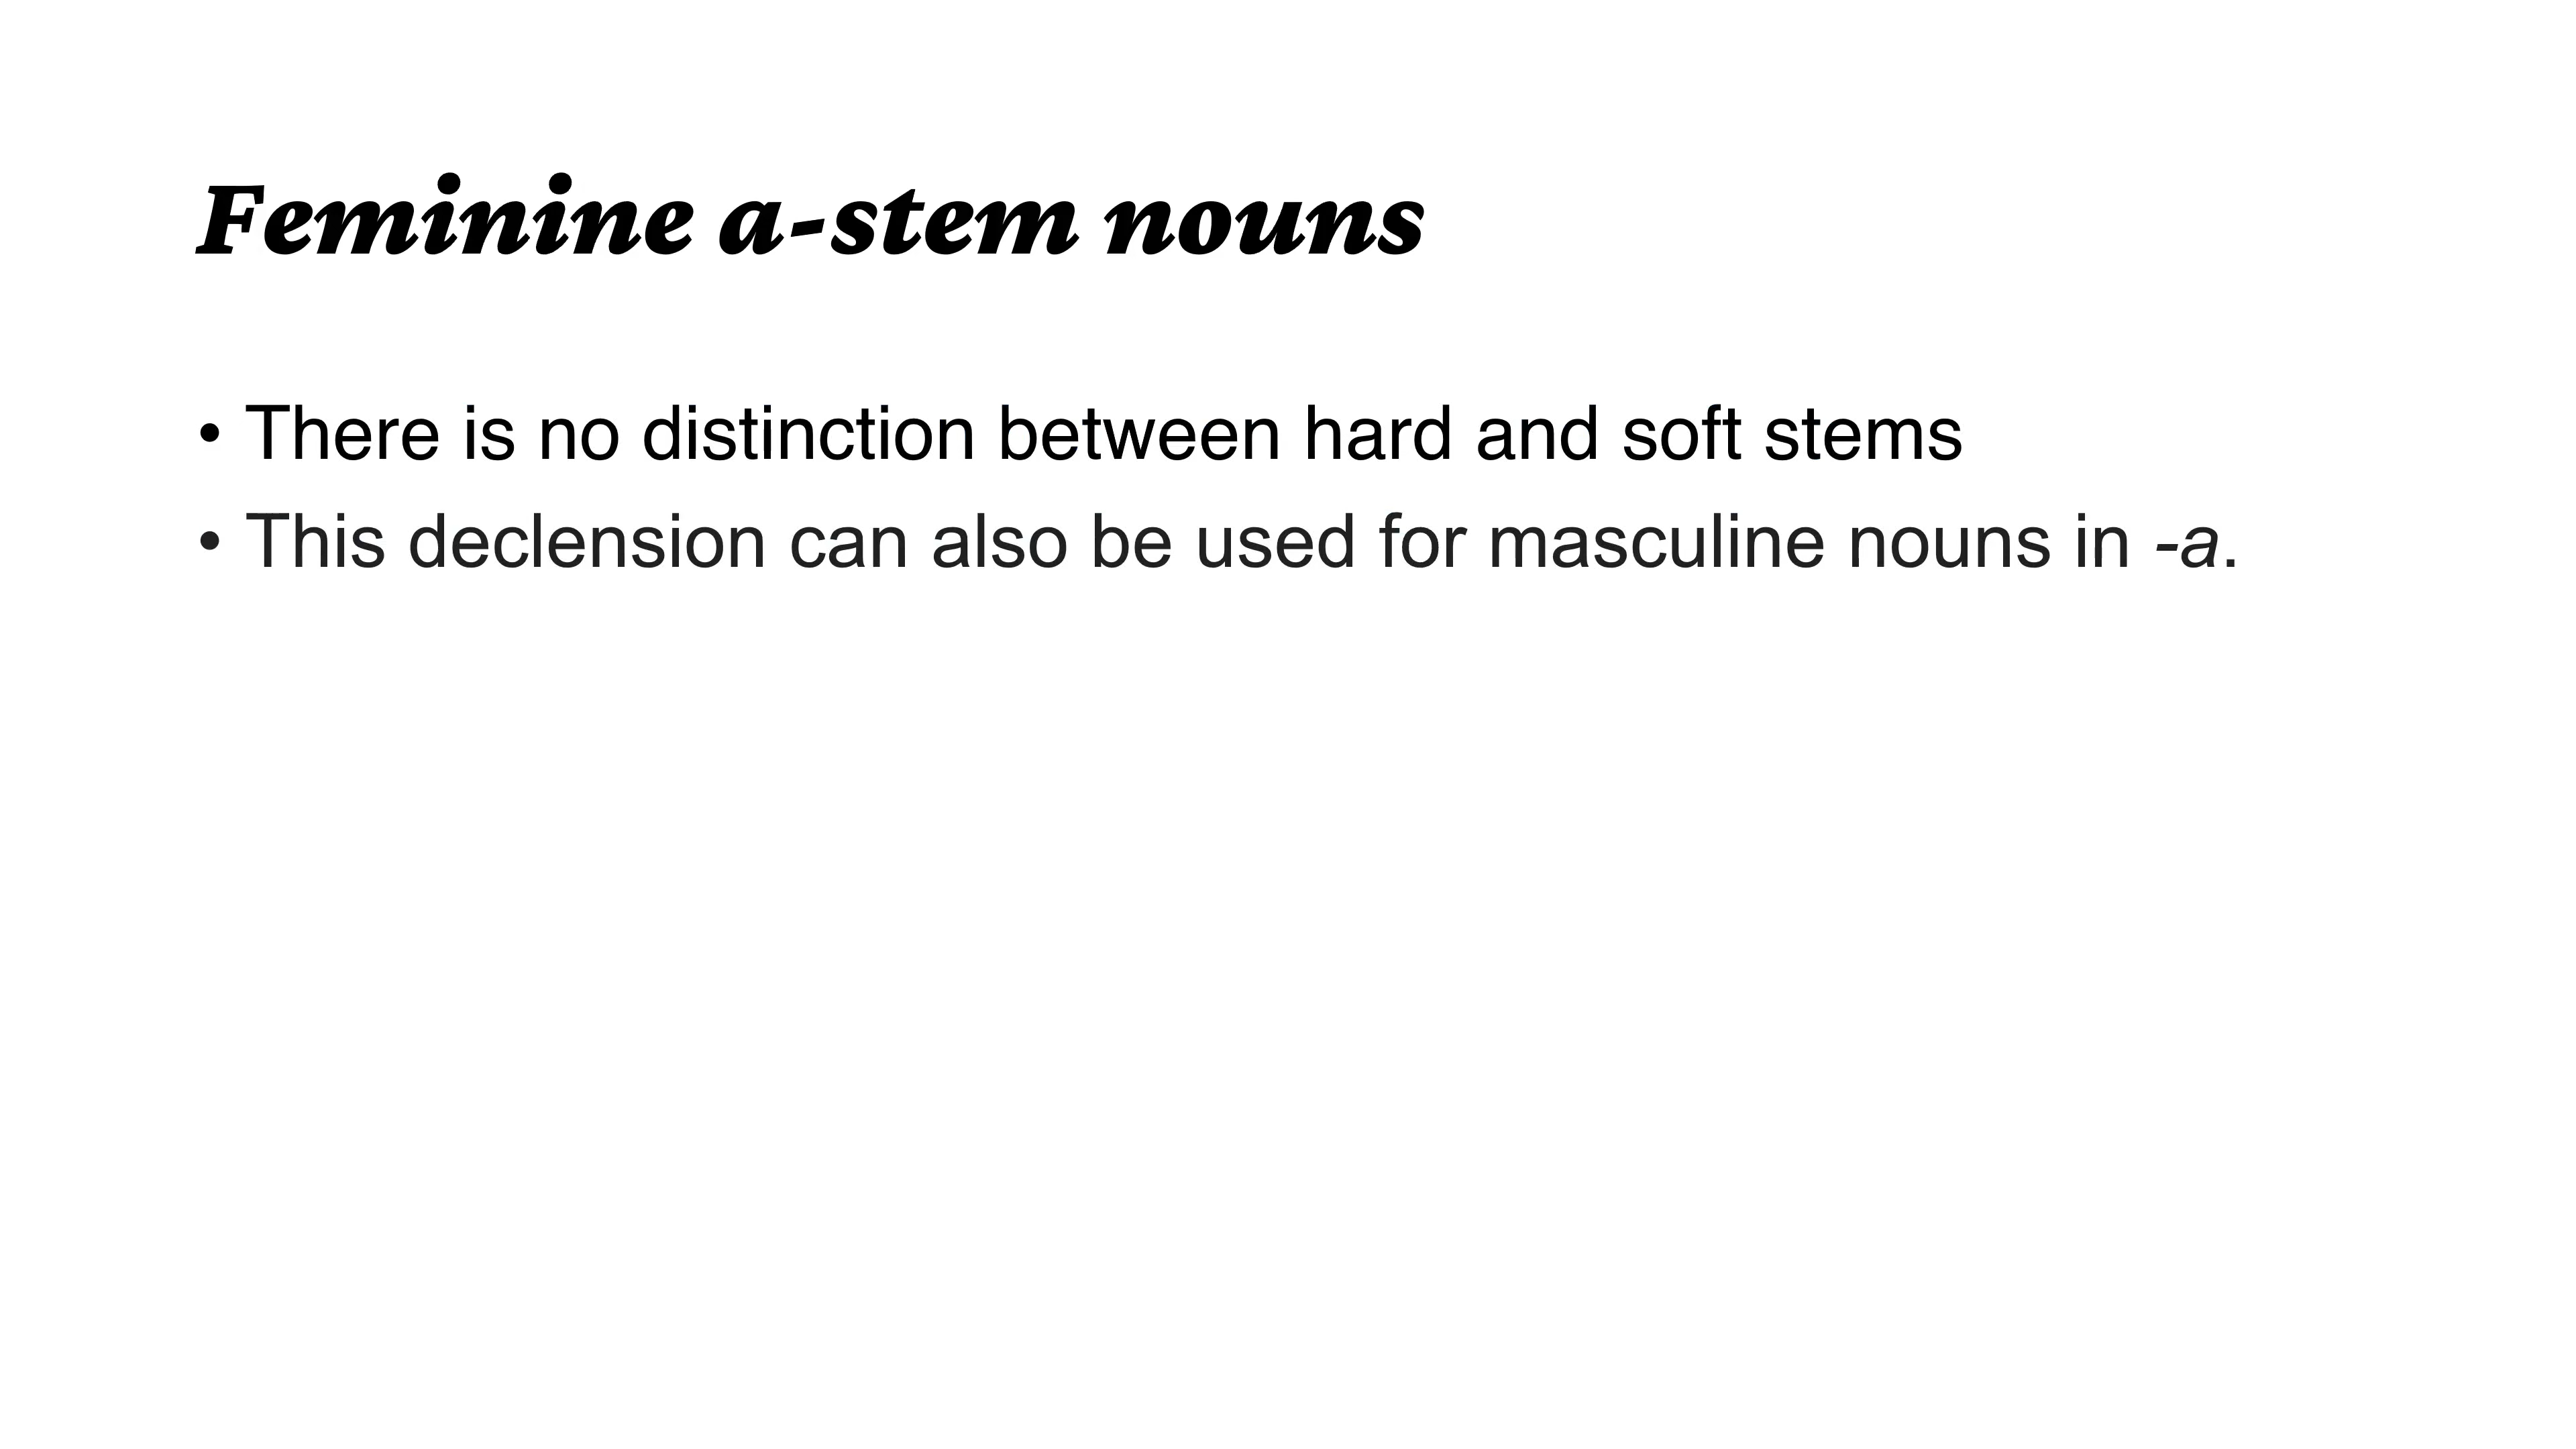 Feminine a-stem nouns
• There is no distinction between hard and soft stems
• This declension can also be used for masculine nouns in -a.